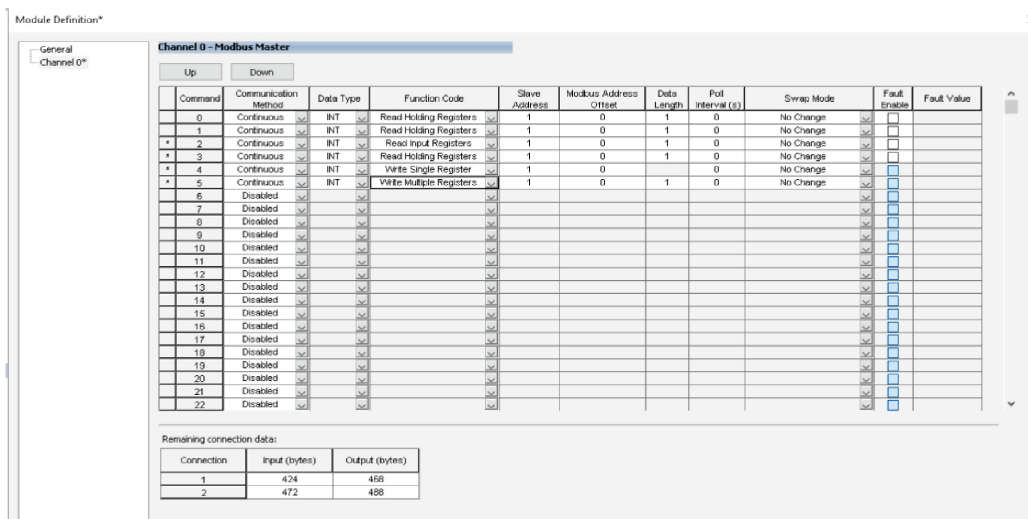 Module Definition*
General
Channel 0*
Channel 0 - Modbus Master
Up Down
Command Communication Method Data Type Function Code Slave Address Modbus Address Offset Data Length Poll Interval (s) Swap Mode Fault Enable Fault Value
0 Continuous INT Read Holding Registers 1 0 1 0 No Change
1 Continuous INT Read Holding Registers 1 0 1 0 No Change
* 2 Continuous INT Read Input Registers 1 0 1 0 No Change
* 3 Continuous INT Read Holding Registers 1 0 1 0 No Change
* 4 Continuous INT Write Single Register 1 0 0 No Change
* 5 Continuous INT Write Multiple Registers 1 0 1 0 No Change
6 Disabled
7 Disabled
8 Disabled
9 Disabled
10 Disabled
11 Disabled
12 Disabled
13 Disabled
14 Disabled
15 Disabled
16 Disabled
17 Disabled
18 Disabled
19 Disabled
20 Disabled
21 Disabled
22 Disabled
Remaining connection data:
Connection Input (bytes) Output (bytes)
1 424 468
2 472 488